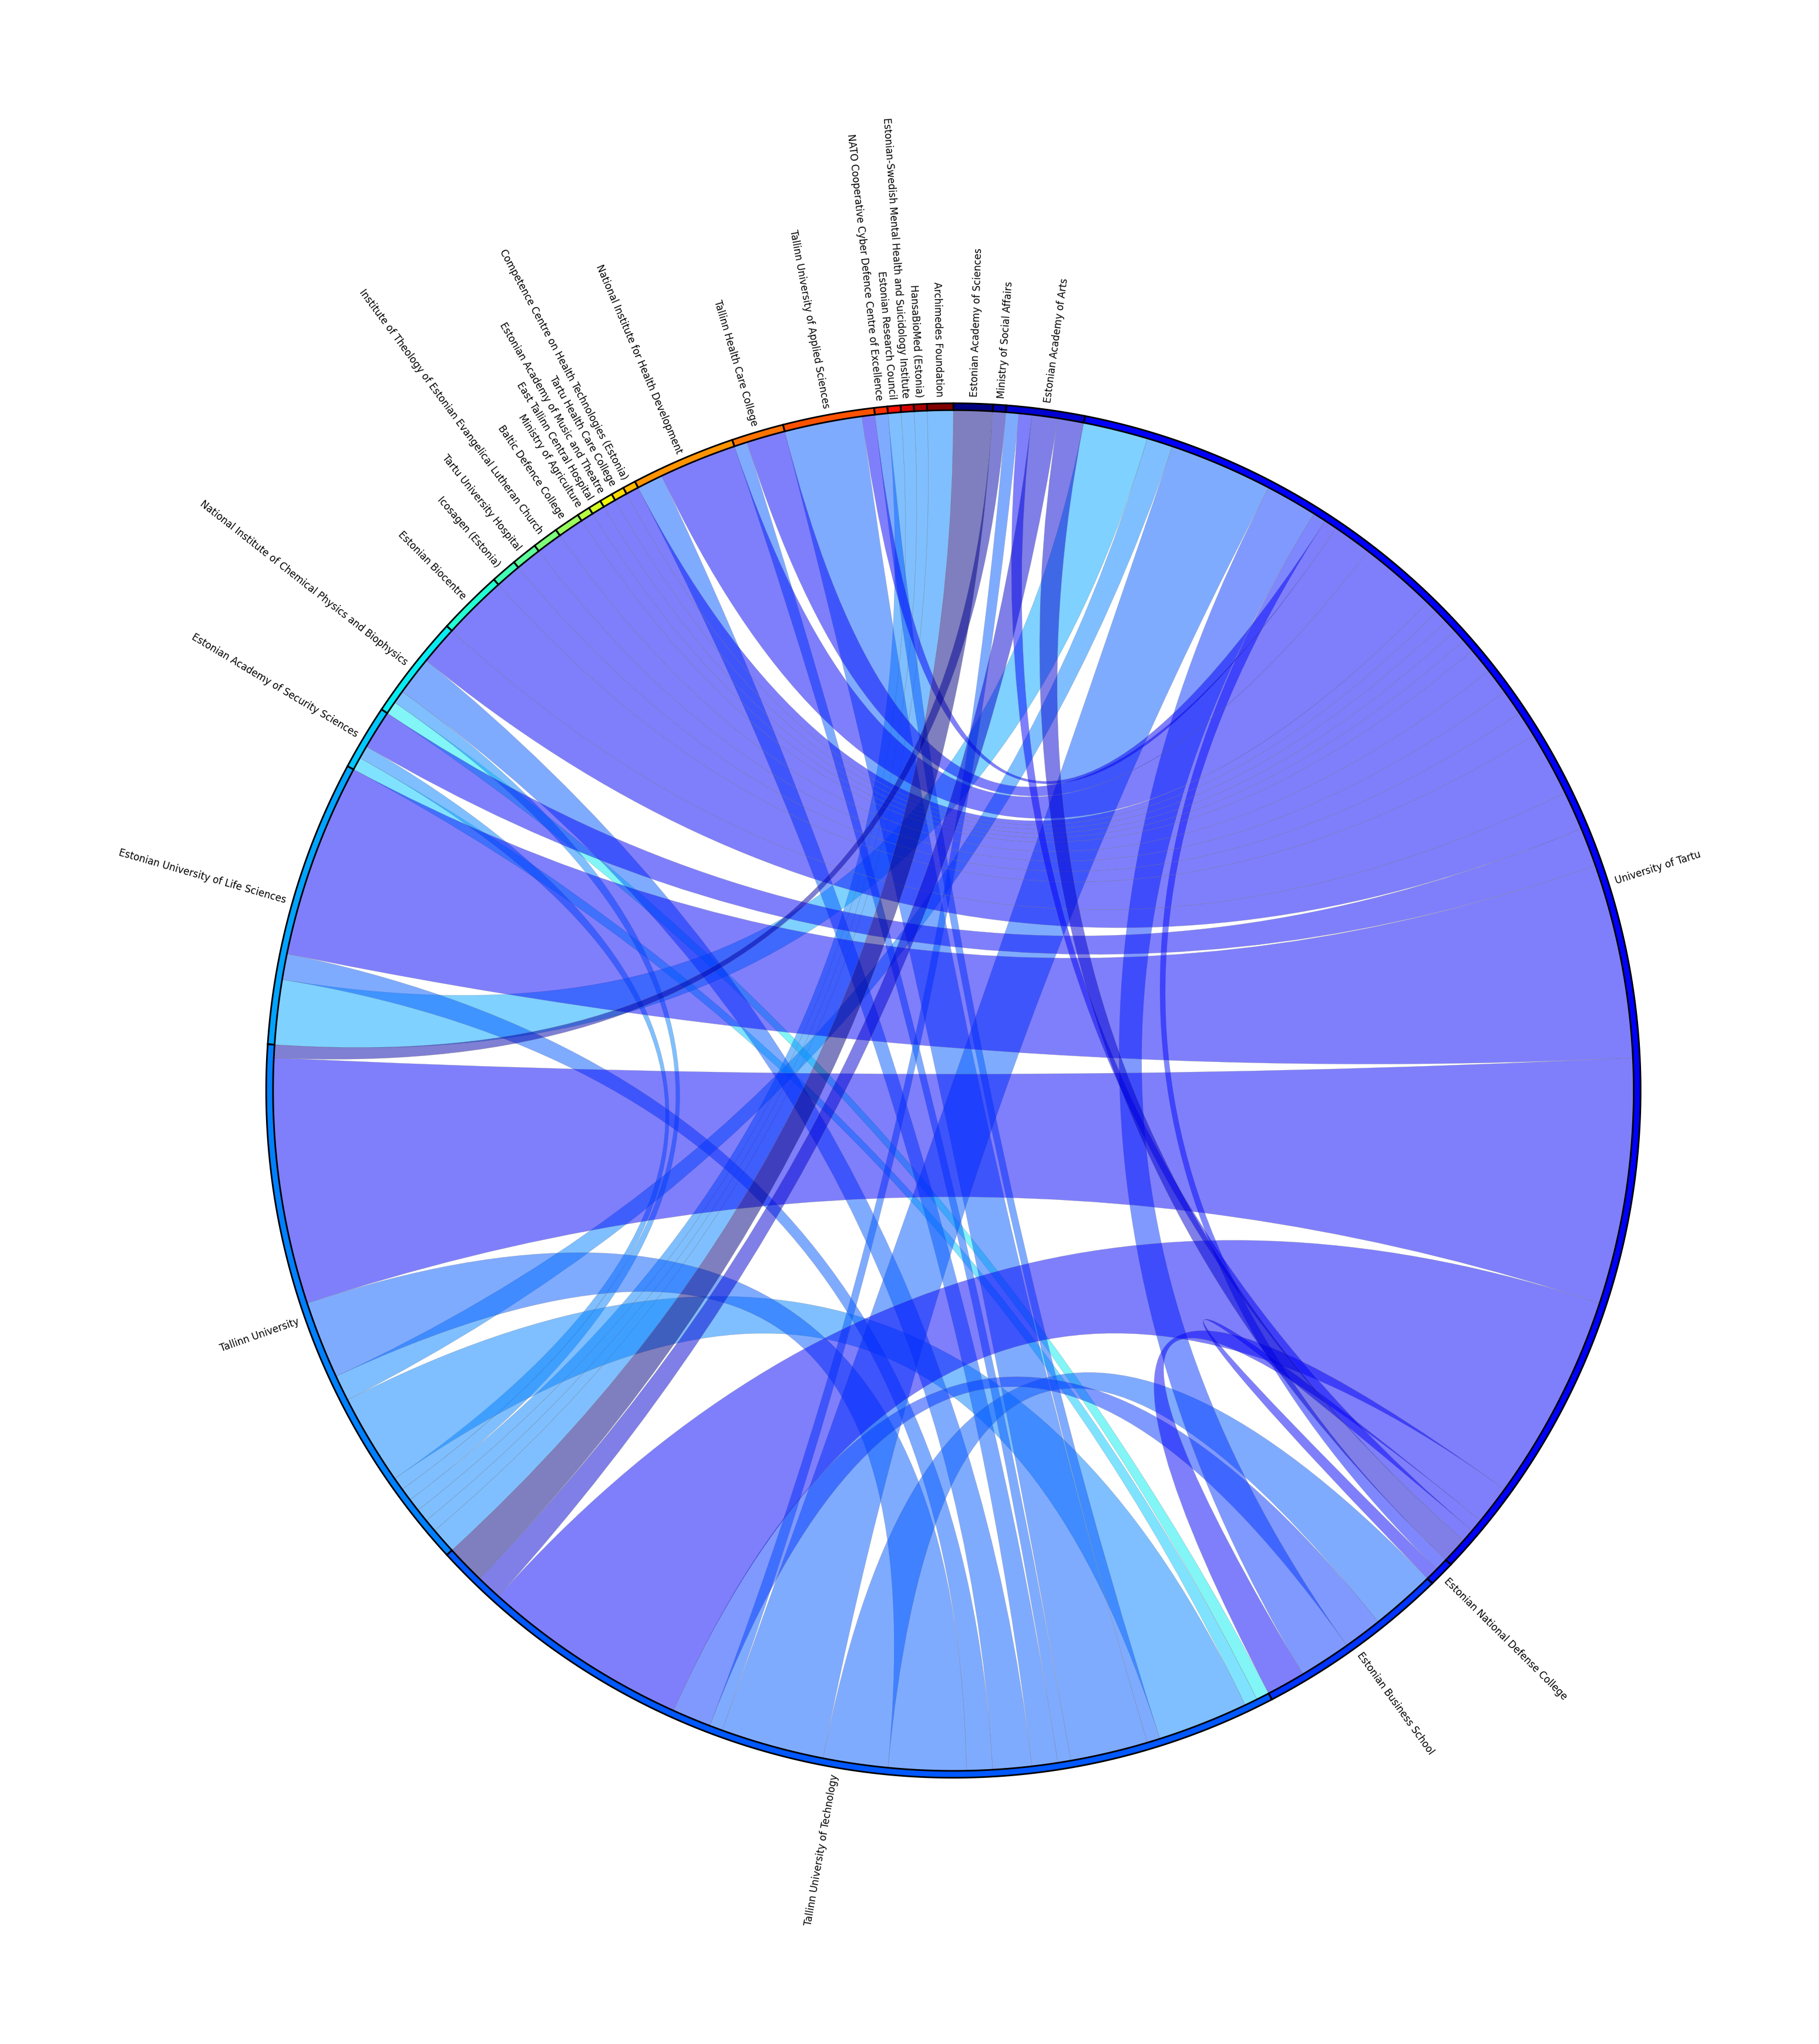 Estonian Academy of Sciences
Ministry of Social Affairs
Estonian Academy of Arts
University of Tartu
Estonian National Defense College
Estonian Business School
Tallinn University of Technology
Tallinn University
Estonian University of Life Sciences
Estonian Academy of Security Sciences
National Institute of Chemical Physics and Biophysics
Estonian Biocentre
Icosagen (Estonia)
Tartu University Hospital
Institute of Theology of Estonian Evangelical Lutheran Church
Baltic Defence College
Ministry of Agriculture
East Tallinn Central Hospital
Estonian Academy of Music and Theatre
Tartu Health Care College
Competence Centre on Health Technologies (Estonia)
National Institute for Health Development
Tallinn Health Care College
Tallinn University of Applied Sciences
NATO Cooperative Cyber Defence Centre of Excellence
Estonian Research Council
Estonian-Swedish Mental Health and Suicidology Institute
HansaBioMed (Estonia)
Archimedes Foundation